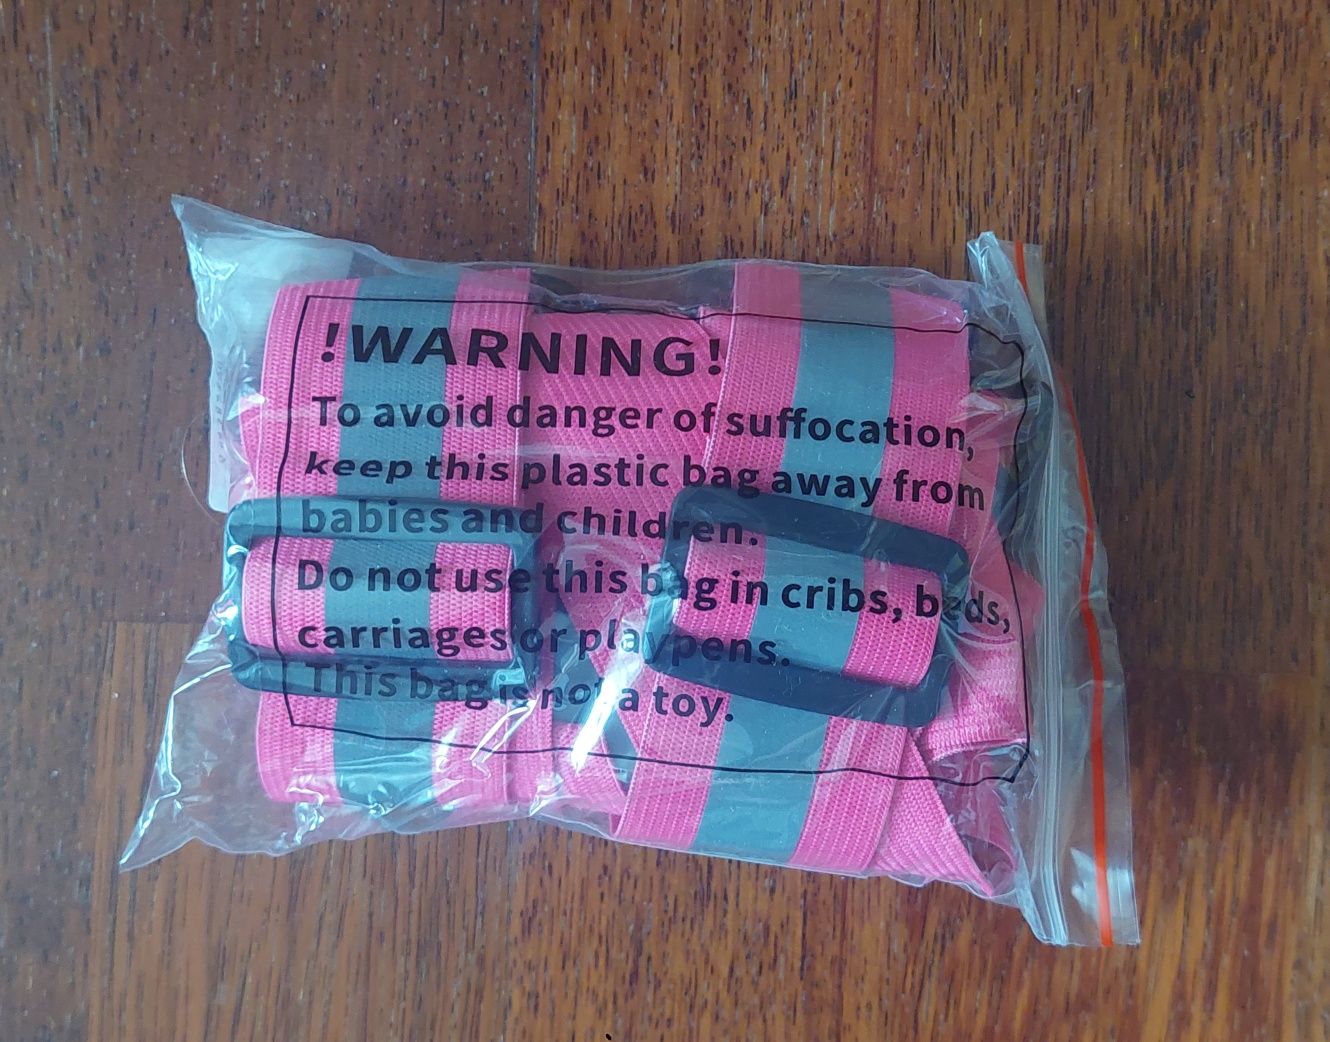 !WARNING!
To avoid danger of suffocation,
keep this plastic bag away from
babies and children.
Do not use this bag in cribs, beds,
carriages or playpens.
This bag is not a toy.